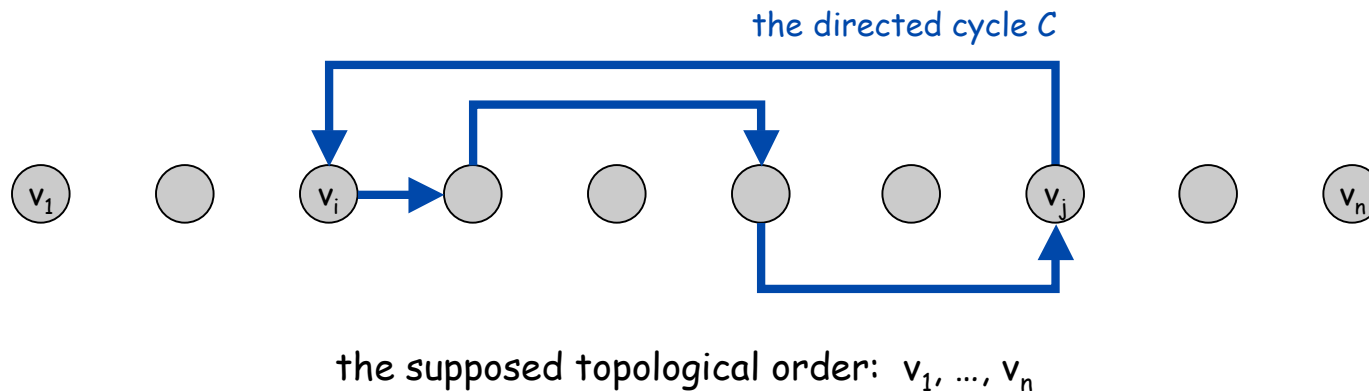 the directed cycle C
v₁ vᵢ vⱼ vₙ
the supposed topological order: v₁, …, vₙ